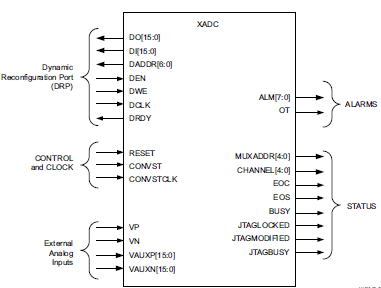 XADC
DO[15:0]
DI[15:0]
DADDR[6:0]
DEN
DWE
DCLK
DRDY
Dynamic
Reconfiguration Port
(DRP)
RESET
CONVST
CONVSTCLK
CONTROL
and CLOCK
VP
VN
VAUXP[15:0]
VAUXN[15:0]
External
Analog
Inputs
ALM[7:0]
OT
ALARMS
MUXADDR[4:0]
CHANNEL[4:0]
EOC
EOS
BUSY
JTAGLOCKED
JTAGMODIFIED
JTAGBUSY
STATUS